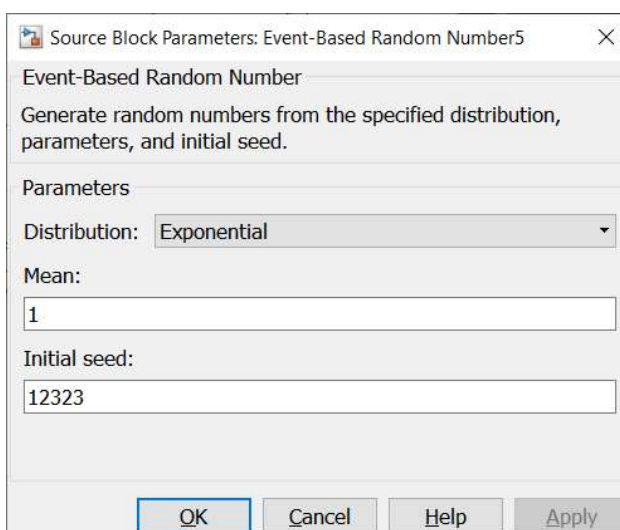 Source Block Parameters: Event-Based Random Number5
Event-Based Random Number
Generate random numbers from the specified distribution,
parameters, and initial seed.
Parameters
Distribution: Exponential
Mean:
1
Initial seed:
12323
OK Cancel Help Apply